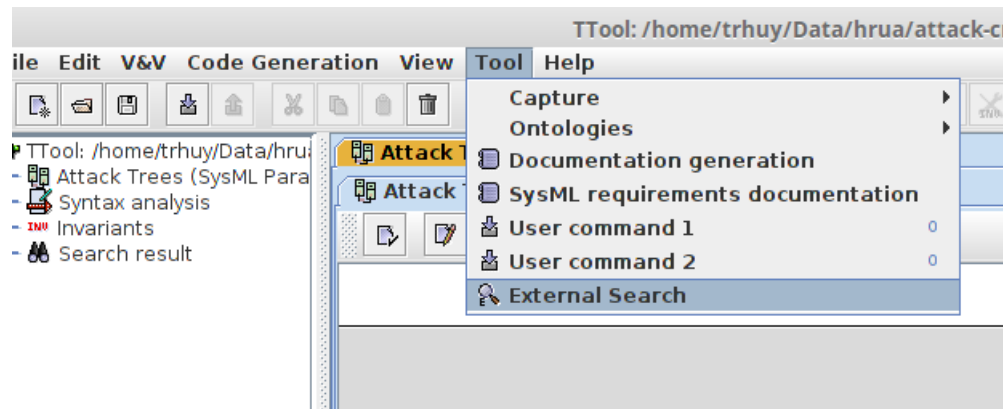 TTool: /home/trhuy/Data/hrua/attack-c
ile Edit V&V Code Generation View Tool Help
TTool: /home/trhuy/Data/hrua
Attack Trees (SysML Para
Syntax analysis
INV Invariants
Search result
Attack T
Attack
Capture
Ontologies
Documentation generation
SysML requirements documentation
User command 1 0
User command 2 0
External Search